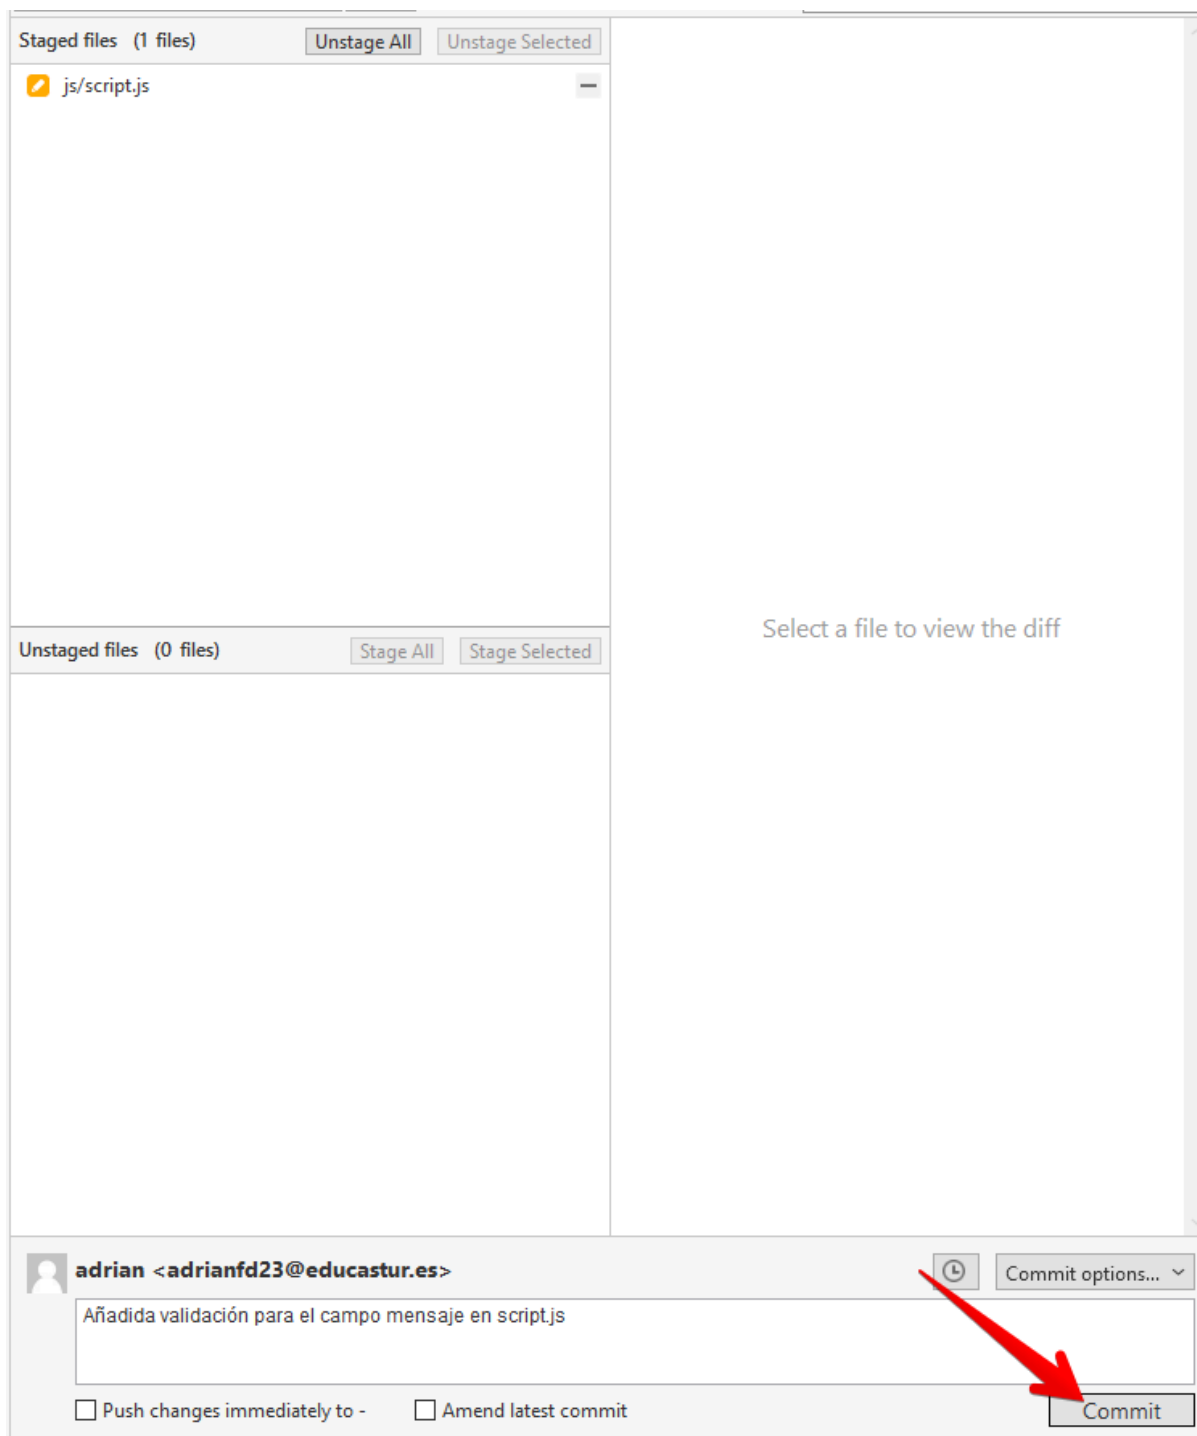 Staged files (1 files) Unstage All Unstage Selected
js/script.js
Select a file to view the diff
Unstaged files (0 files) Stage All Stage Selected
adrian <adrianfd23@educastur.es> Commit options...
Añadida validación para el campo mensaje en script.js
Push changes immediately to - Amend latest commit Commit